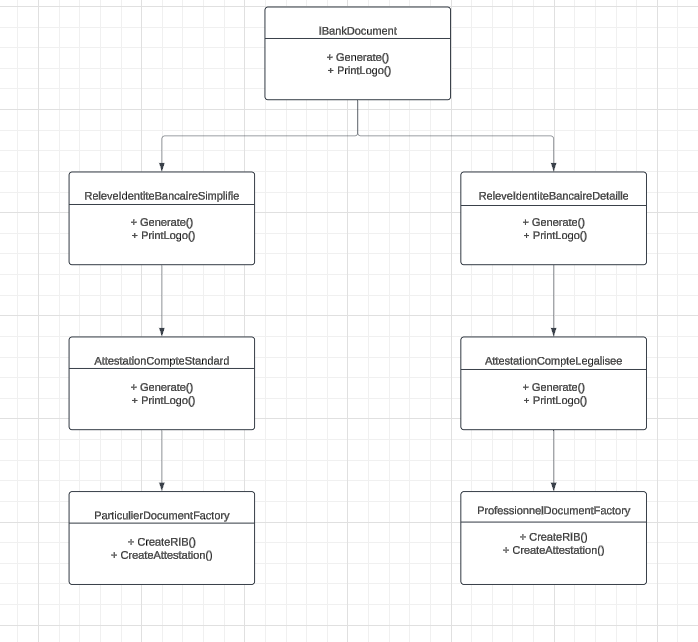 IBankDocument
+ Generate()
+ PrintLogo()
ReleveIdentiteBancaireSimplifie
+ Generate()
+ PrintLogo()
ReleveIdentiteBancaireDetaille
+ Generate()
+ PrintLogo()
AttestationCompteStandard
+ Generate()
+ PrintLogo()
AttestationCompteLegalisee
+ Generate()
+ PrintLogo()
ParticulierDocumentFactory
+ CreateRIB()
+ CreateAttestation()
ProfessionnelDocumentFactory
+ CreateRIB()
+ CreateAttestation()